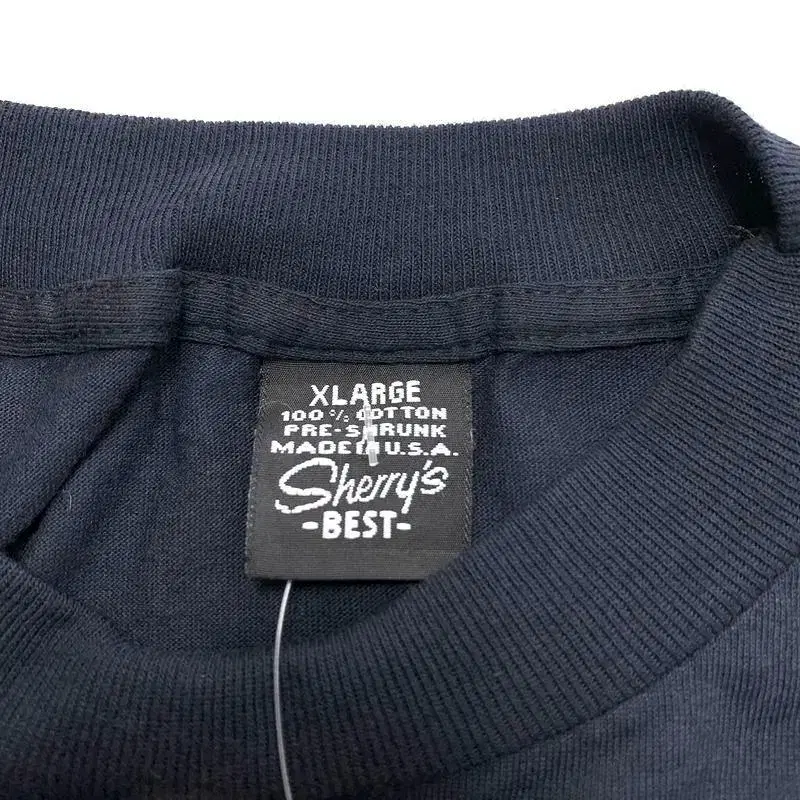 XLARGE
100% COTTON
PRE-SHRUNK
MADE IN U.S.A.
Sherry's
-BEST-